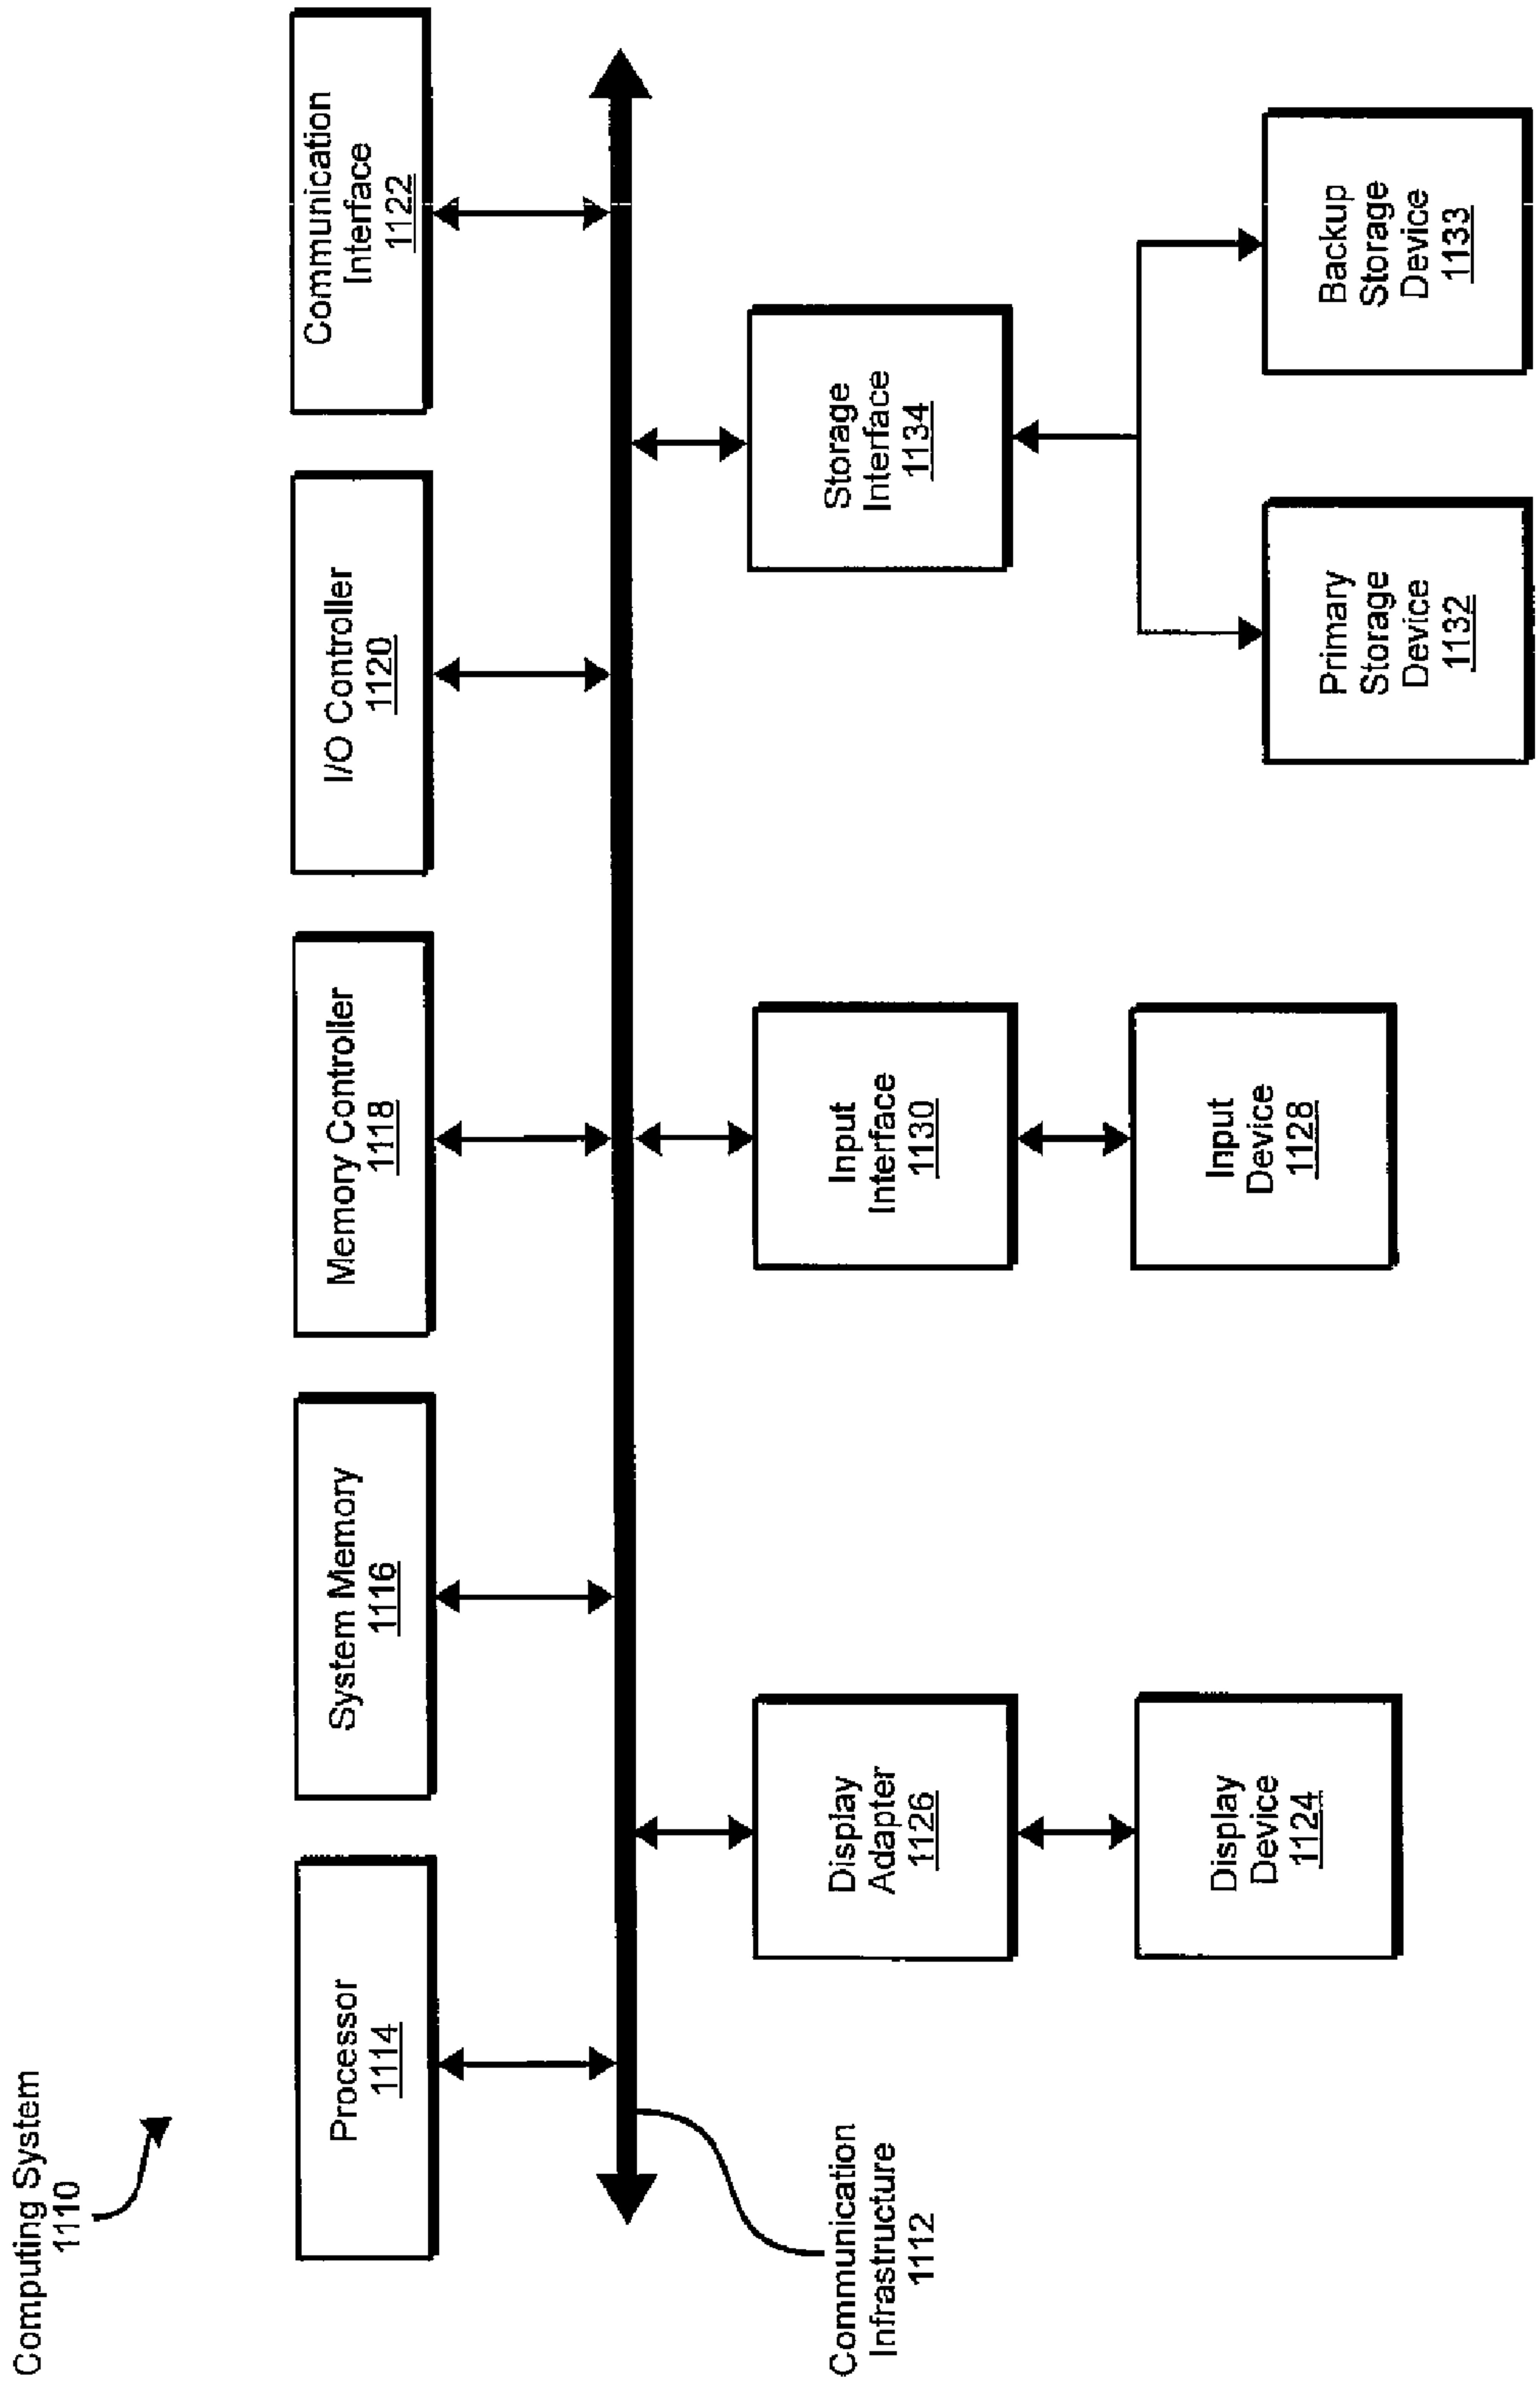 Computing System
1110
Processor
1114
System Memory
1116
Memory Controller
1118
I/O Controller
1120
Communication
Interface
1122
Communication
Infrastructure
1112
Display
Adapter
1126
Input
Interface
1130
Storage
Interface
1134
Display
Device
1124
Input
Device
1128
Primary
Storage
Device
1132
Backup
Storage
Device
1133